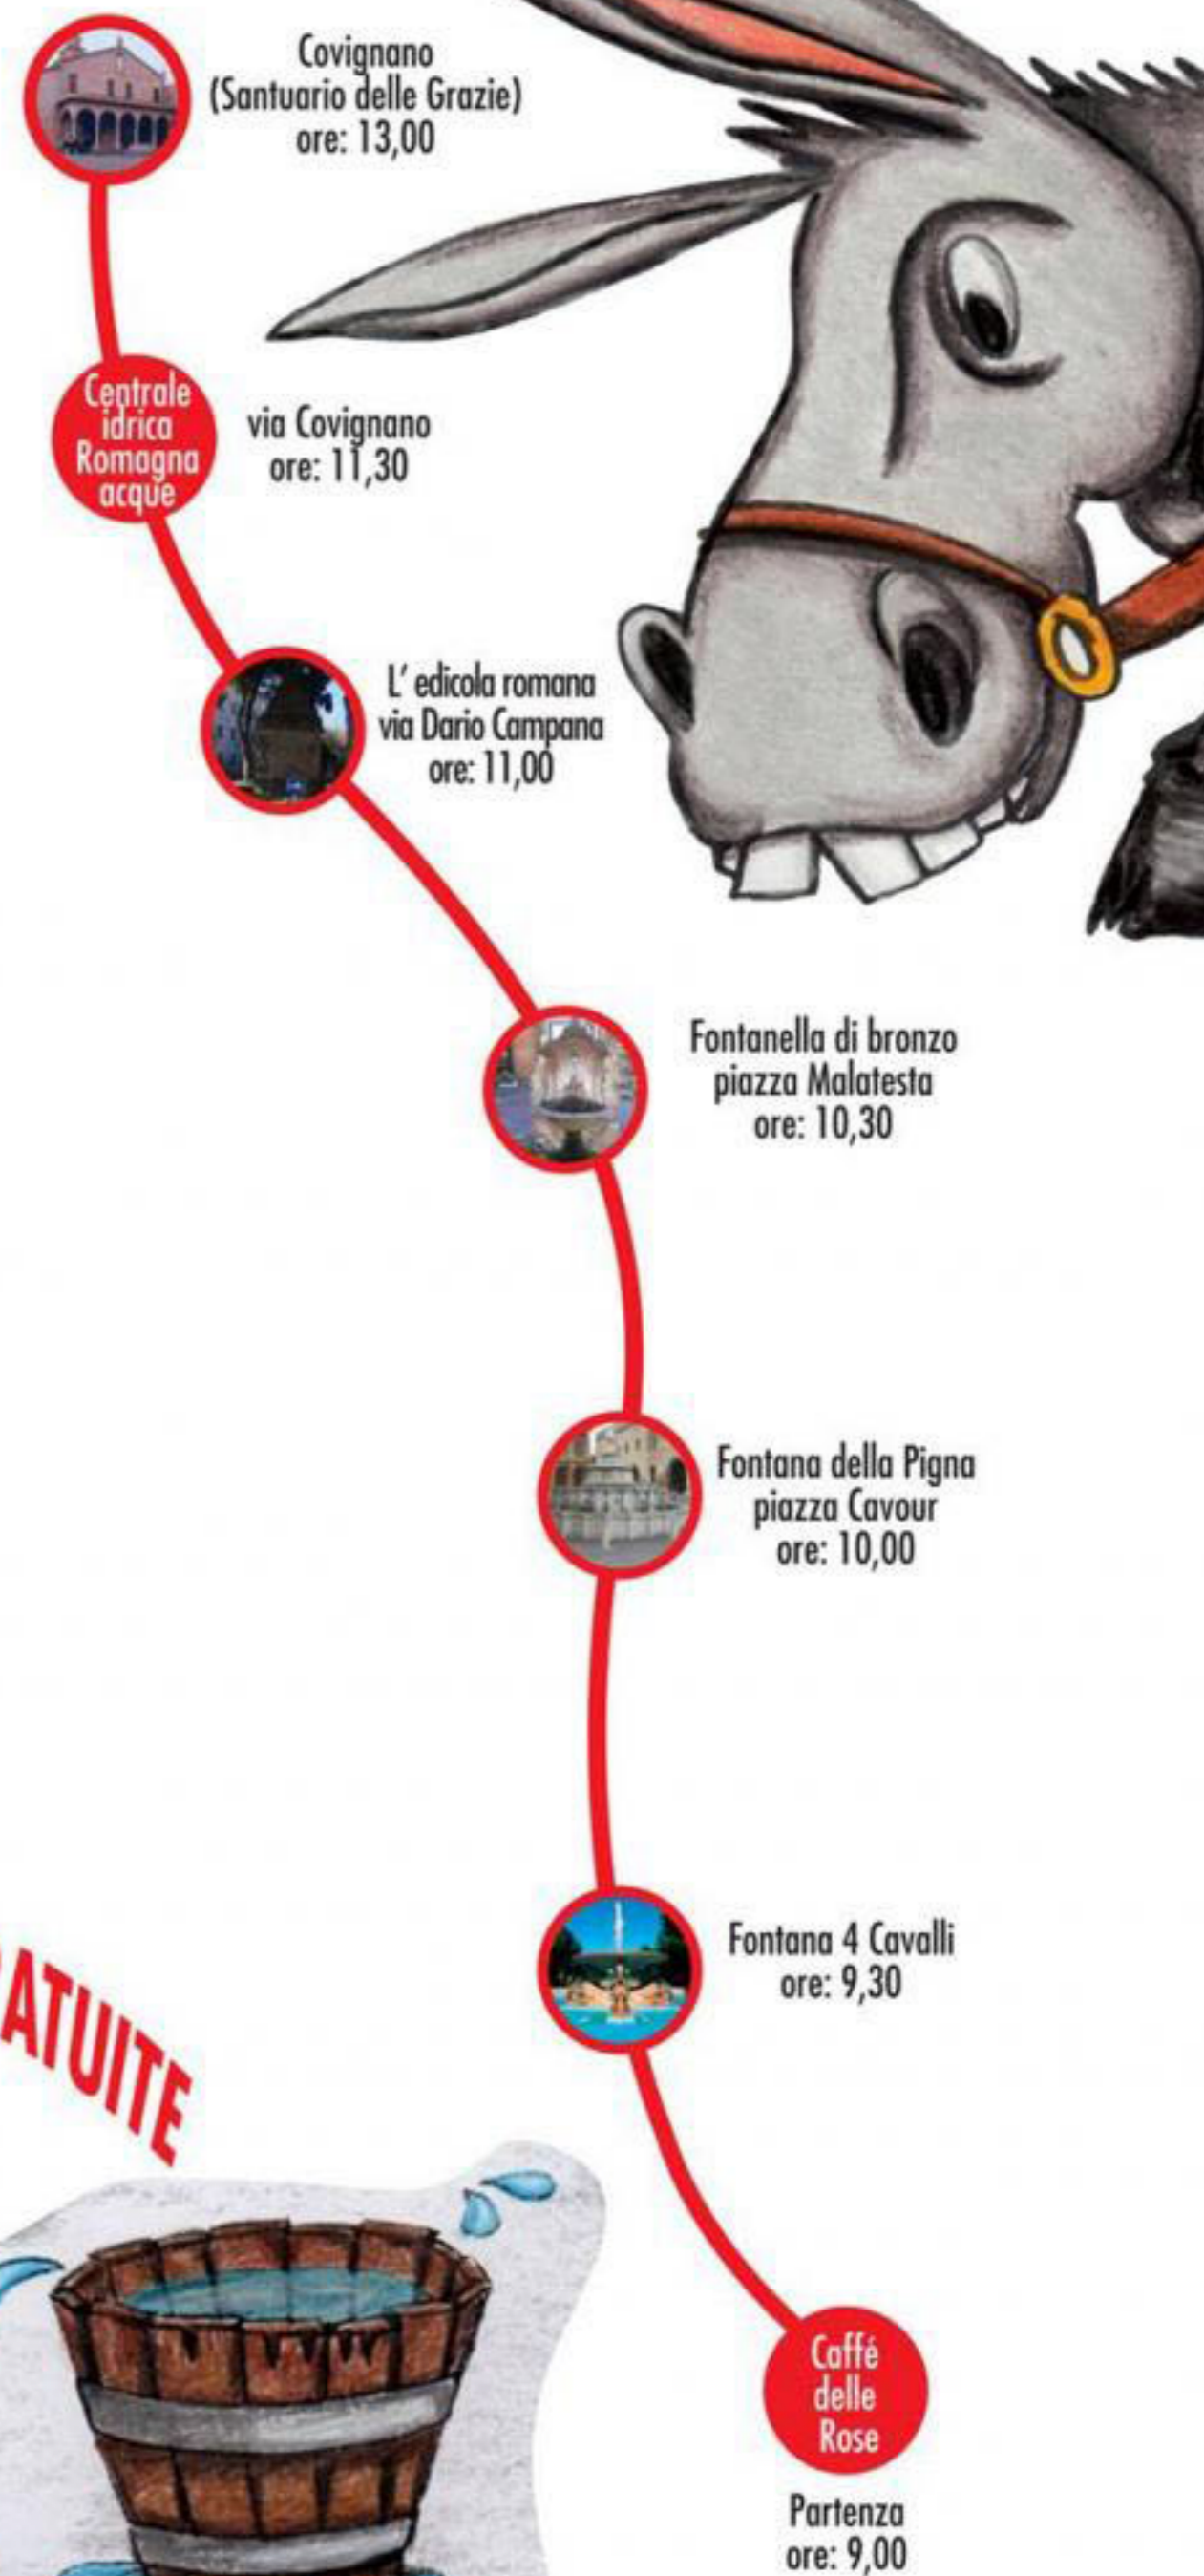 Covignano
(Santuario delle Grazie)
ore: 13,00
Centrale
idrica
Romagna
acque
via Covignano
ore: 11,30
L' edicola romana
via Dario Campana
ore: 11,00
Fontanella di bronzo
piazza Malatesta
ore: 10,30
Fontana della Pigna
piazza Cavour
ore: 10,00
Fontana 4 Cavalli
ore: 9,30
ATUITE
Caffé
delle
Rose
Partenza
ore: 9,00